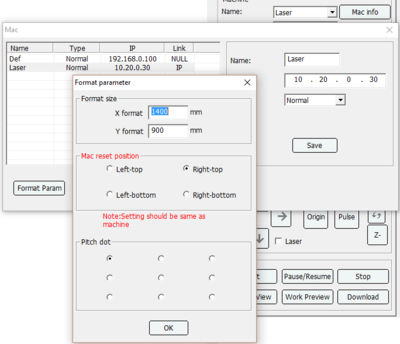 Machine
Name: Laser Mac info
Mac
Name Type IP Link
Def Normal 192.168.0.100 NULL
Laser Normal 10.20.0.30 IP
Name: Laser
10 . 20 . 0 . 30
Normal
Save
Format Param
Format parameter
Format size
X format 1400 mm
Y format 900 mm
Mac reset position
Left-top Right-top
Left-bottom Right-bottom
Note:Setting should be same as
machine
Pitch dot
OK
Origin Pulse
Laser
Z-
Pause/Resume Stop
Work Preview Download